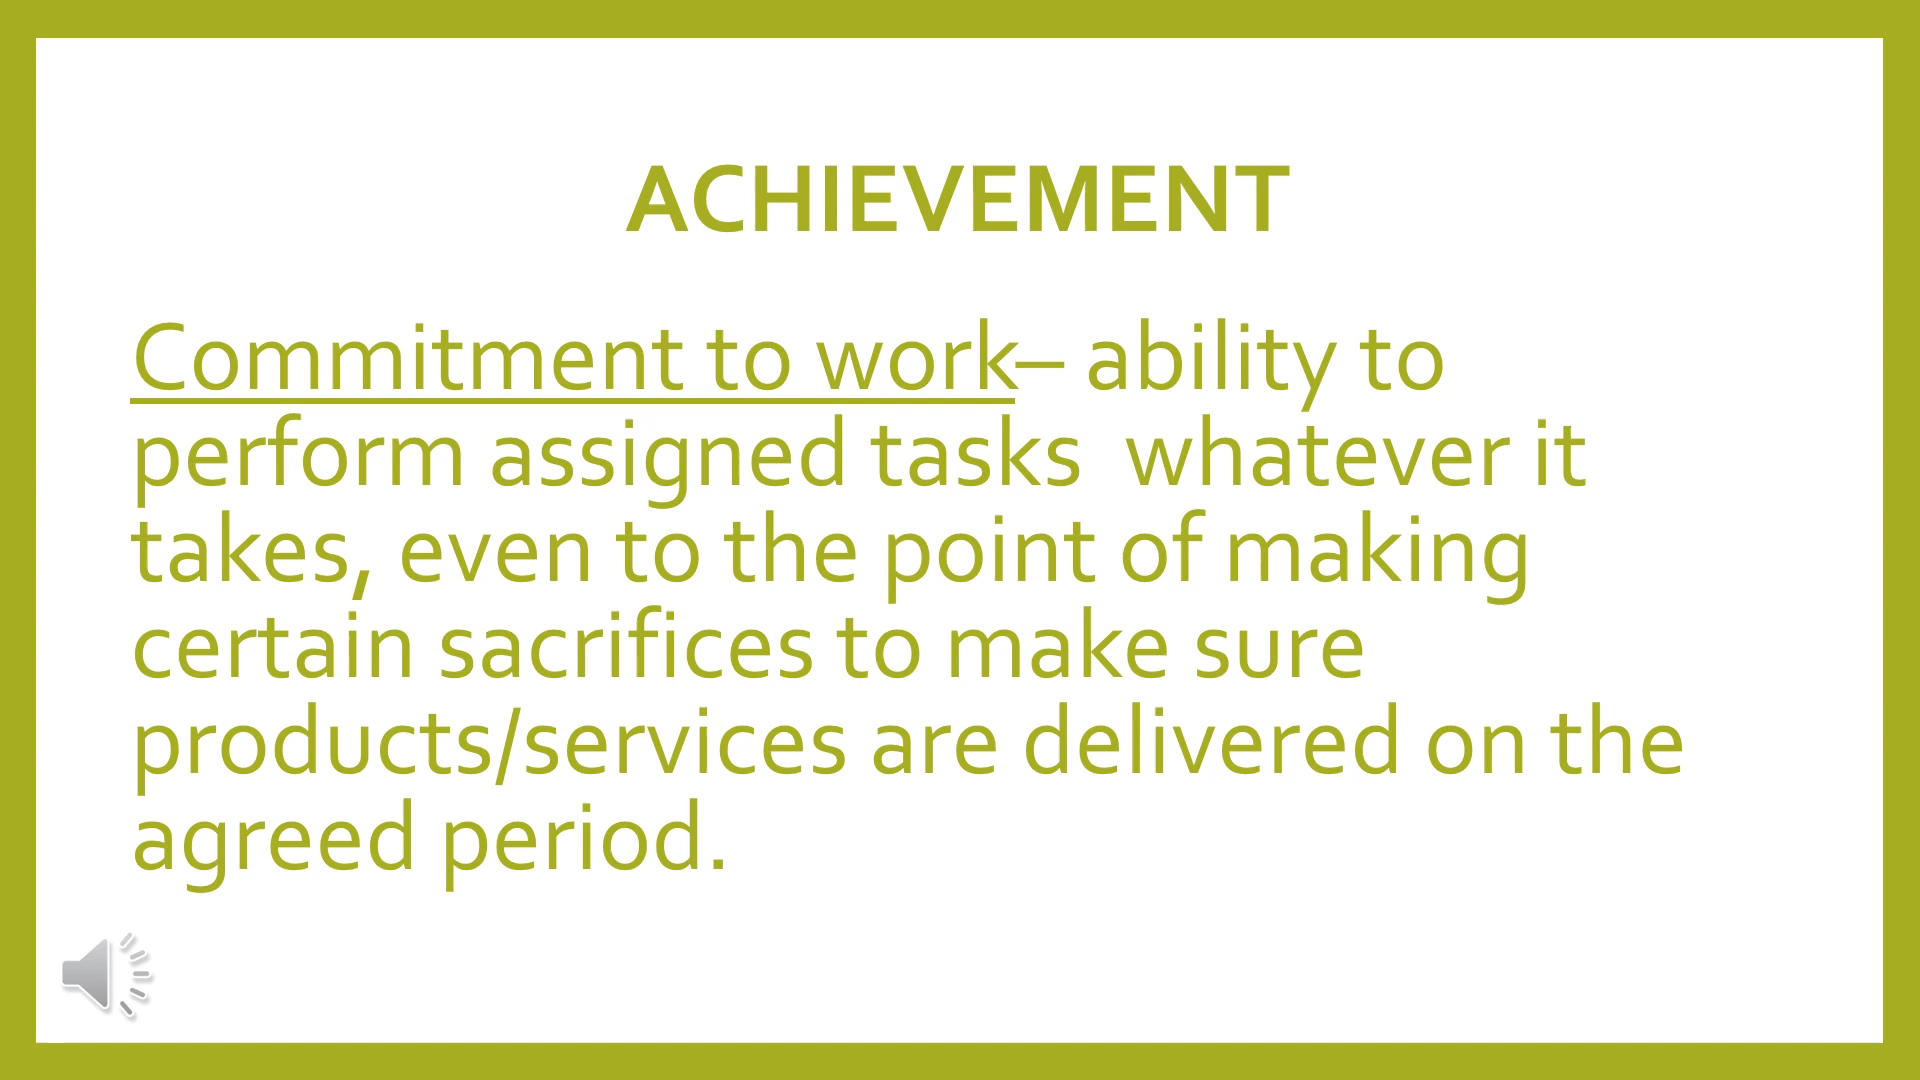 ACHIEVEMENT
Commitment to work– ability to
perform assigned tasks  whatever it
takes, even to the point of making
certain sacrifices to make sure
products/services are delivered on the
agreed period.